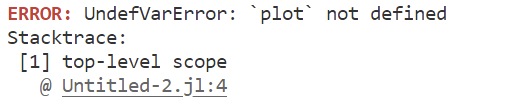 ERROR: UndefVarError: `plot` not defined
Stacktrace:
 [1] top-level scope
   @ Untitled-2.jl:4